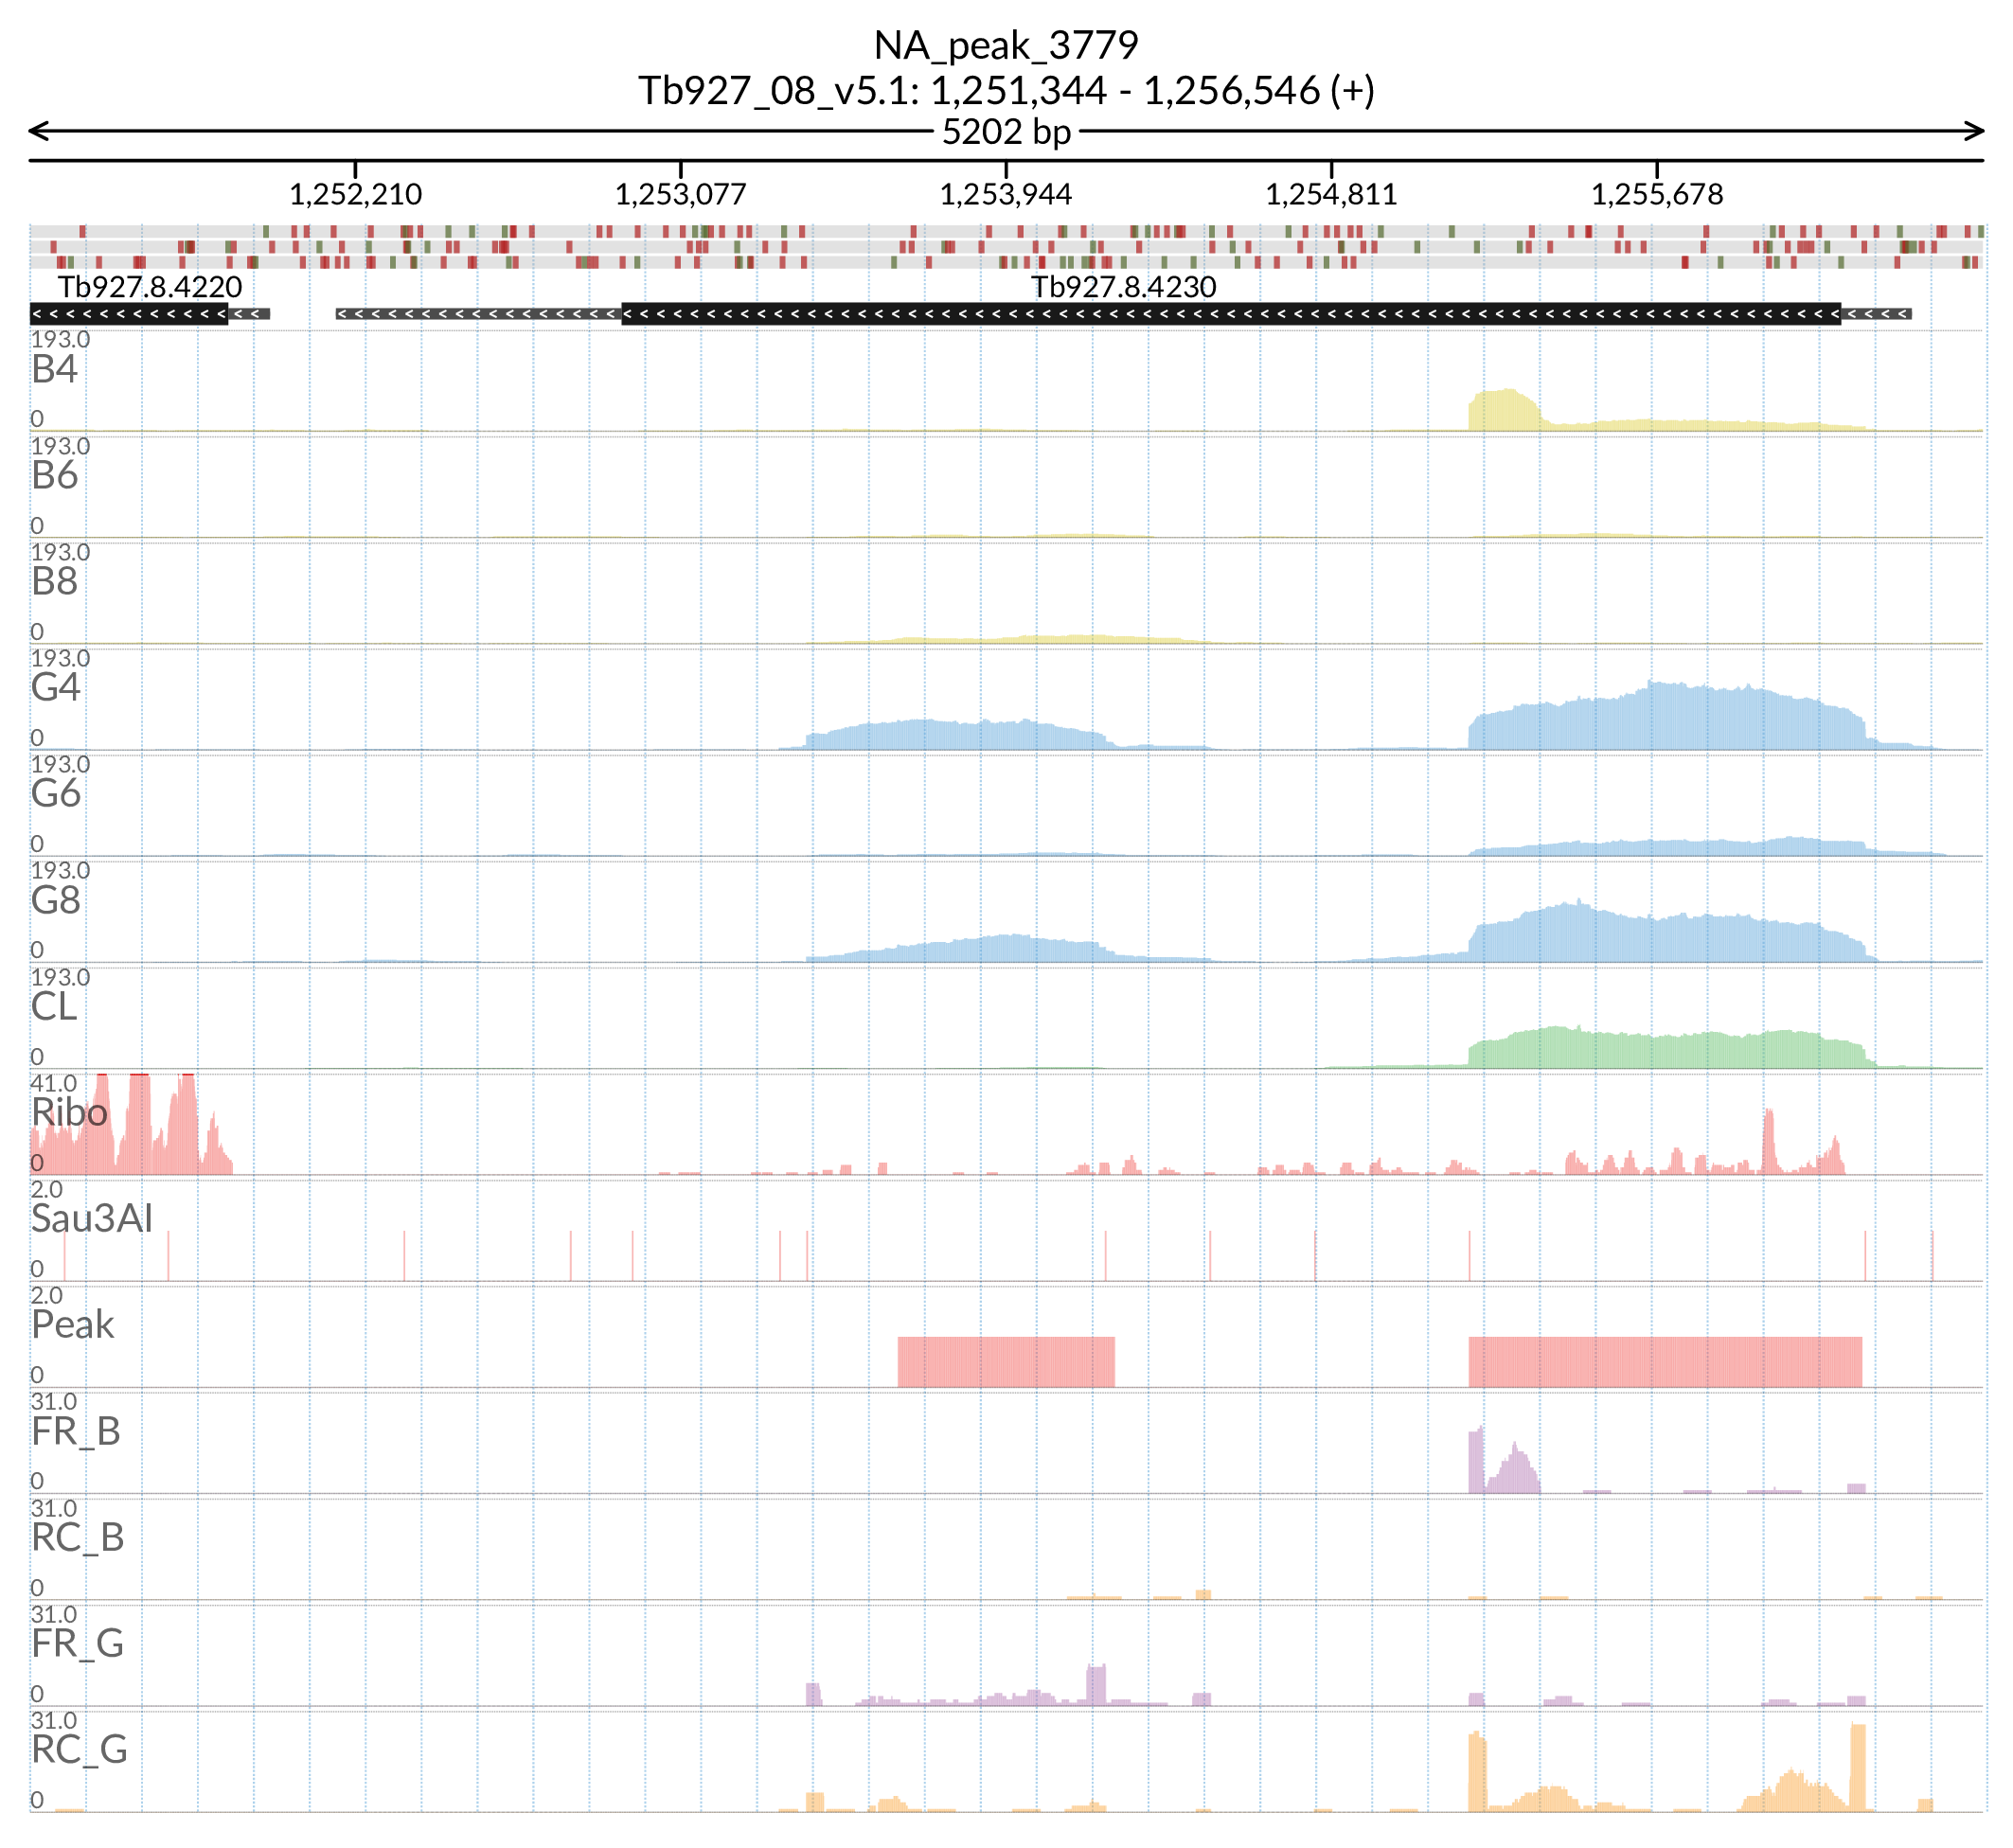 NA_peak_3779
Tb927_08_v5.1: 1,251,344 - 1,256,546 (+)
5202 bp
1,252,210 1,253,077 1,253,944 1,254,811 1,255,678
Tb927.8.4220 Tb927.8.4230
193.0
B4
0
193.0
B6
0
193.0
B8
0
193.0
G4
0
193.0
G6
0
193.0
G8
0
193.0
CL
0
41.0
Ribo
0
2.0
Sau3AI
0
2.0
Peak
0
31.0
FR_B
0
31.0
RC_B
0
31.0
FR_G
0
31.0
RC_G
0